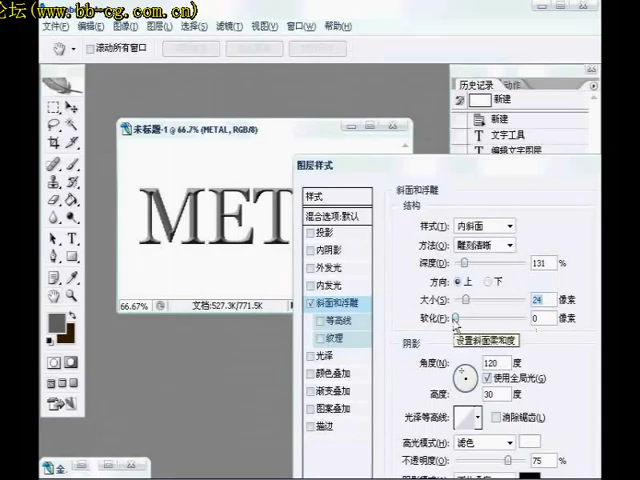 论坛(www.bb-cg.com.cn)
文件(F) 编辑(E) 图像(I) 图层(L) 选择(S) 滤镜(T) 视图(V) 窗口(W) 帮助(H)
滚动所有窗口
历史记录 动作
新建
新建
文字工具
编辑文字图层
未标题-1 @ 66.7% (METAL, RGB/8)
MET
66.67% 文档:527.3K/771.5K
图层样式
样式
混合选项:默认
投影
内阴影
外发光
内发光
斜面和浮雕
等高线
纹理
光泽
颜色叠加
渐变叠加
图案叠加
描边
斜面和浮雕
结构
样式(T): 内斜面
方法(Q): 雕刻清晰
深度(D): 131 %
方向: 上 下
大小(S): 24 像素
软化(F): 0 像素
设置斜面柔和度
阴影
角度(N): 120 度
使用全局光(G)
高度: 30 度
光泽等高线: 消除锯齿(L)
高光模式(H): 滤色
不透明度(O): 75 %
金